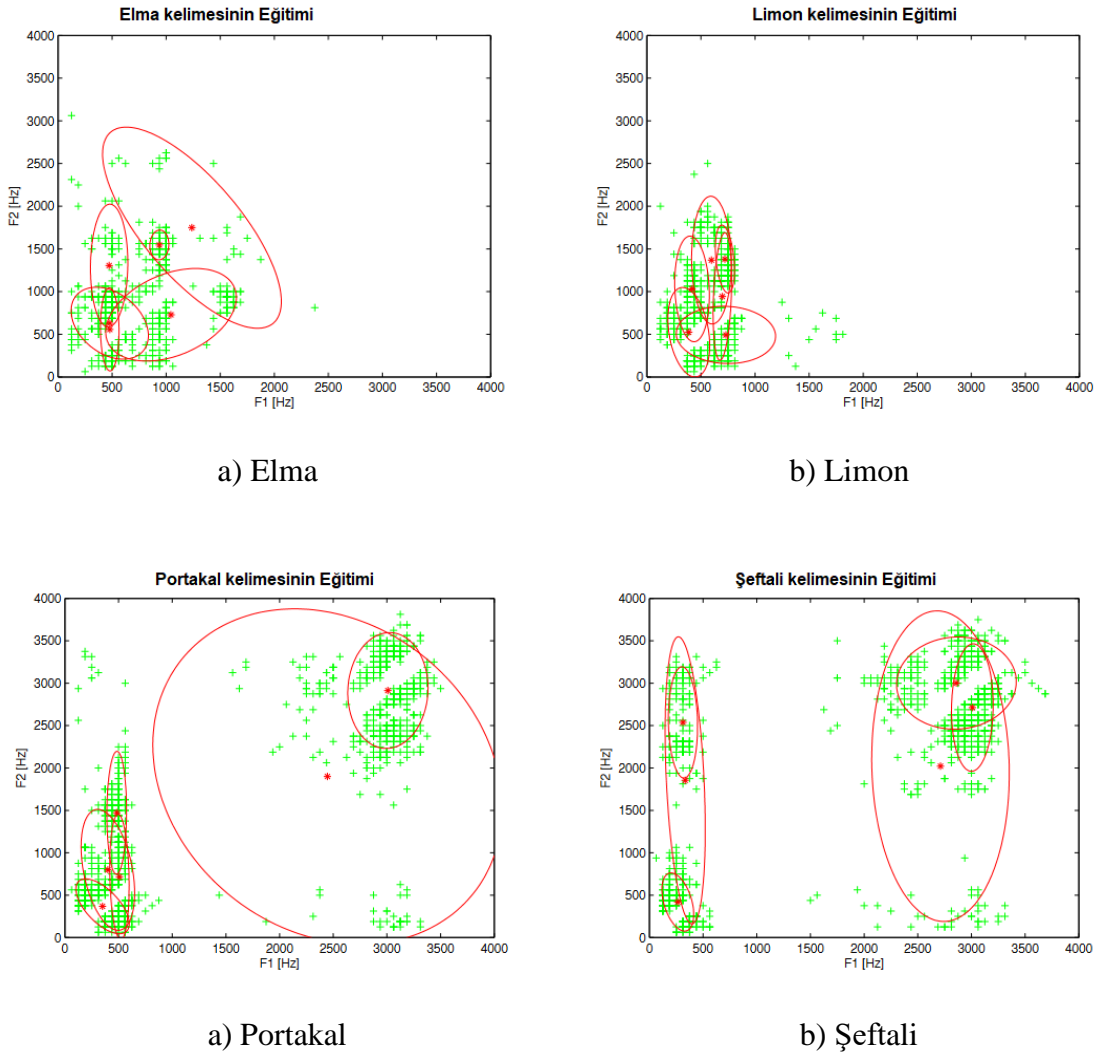 Elma kelimesinin Eğitimi
4000
3500
3000
2500
2000
1500
1000
500
0
F2 [Hz]
0 500 1000 1500 2000 2500 3000 3500 4000
F1 [Hz]
a) Elma
Limon kelimesinin Eğitimi
4000
3500
3000
2500
2000
1500
1000
500
0
F2 [Hz]
0 500 1000 1500 2000 2500 3000 3500 4000
F1 [Hz]
b) Limon
Portakal kelimesinin Eğitimi
4000
3500
3000
2500
2000
1500
1000
500
0
F2 [Hz]
0 500 1000 1500 2000 2500 3000 3500 4000
F1 [Hz]
a) Portakal
Şeftali kelimesinin Eğitimi
4000
3500
3000
2500
2000
1500
1000
500
0
F2 [Hz]
0 500 1000 1500 2000 2500 3000 3500 4000
F1 [Hz]
b) Şeftali